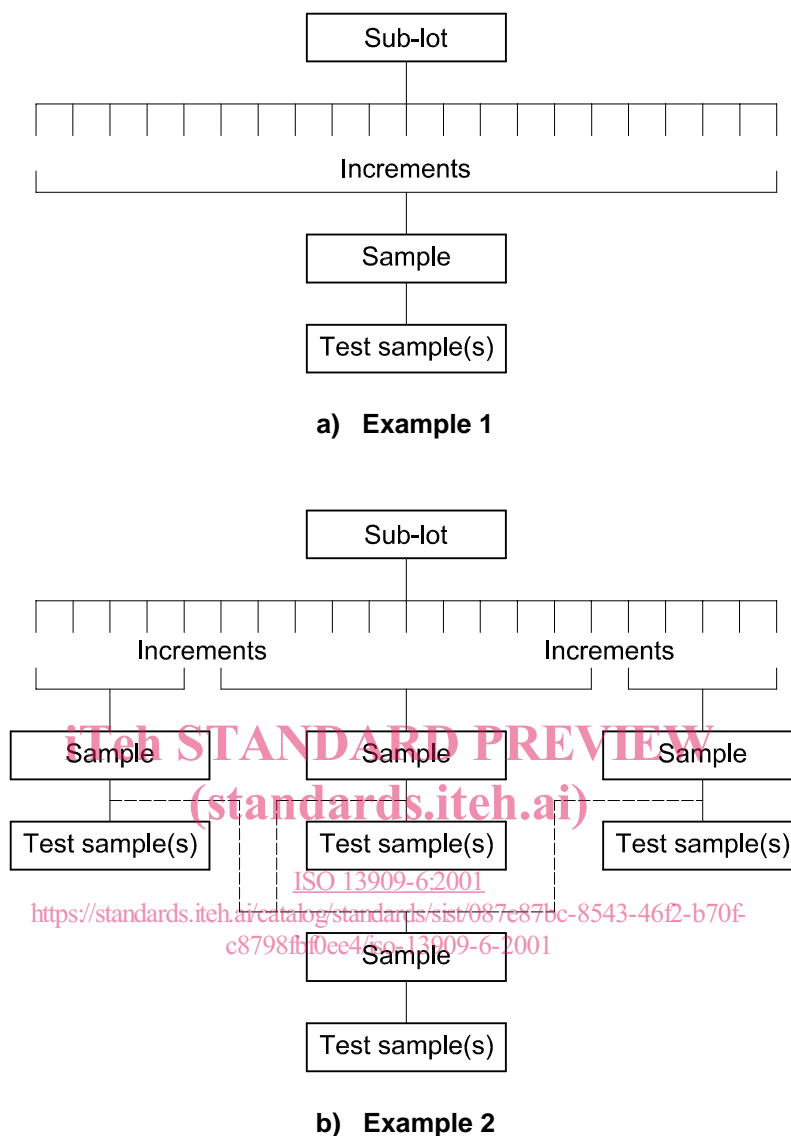 Sub-lot
Increments
Sample
Test sample(s)
a) Example 1
Sub-lot
Increments Increments
iTeh STANDARD PREVIEW
Sample Sample Sample
(standards.iteh.ai)
Test sample(s) Test sample(s) Test sample(s)
ISO 13909-6:2001
https://standards.iteh.ai/catalog/standards/sist/087c87bc-8543-46f2-b70f-
c8798fbf0ee4/iso-13909-6-2001
Sample
Test sample(s)
b) Example 2